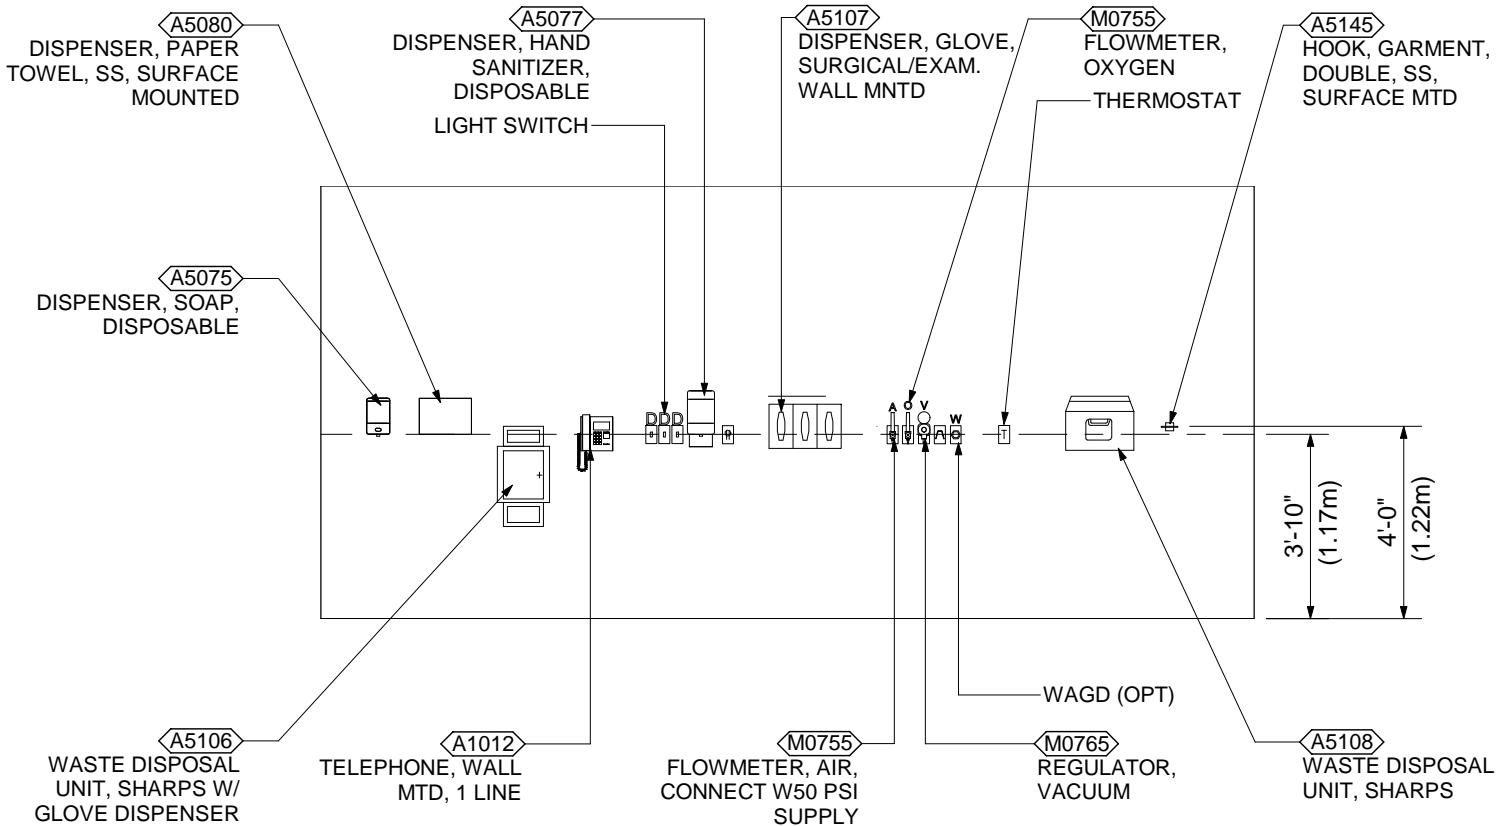 A5080
DISPENSER, PAPER
TOWEL, SS, SURFACE
MOUNTED
A5077
DISPENSER, HAND
SANITIZER,
DISPOSABLE
LIGHT SWITCH
A5107
DISPENSER, GLOVE,
SURGICAL/EXAM.
WALL MNTD
M0755
FLOWMETER,
OXYGEN
THERMOSTAT
A5145
HOOK, GARMENT,
DOUBLE, SS,
SURFACE MTD
A5075
DISPENSER, SOAP,
DISPOSABLE
D D D
A O V
W
T
3'-10"
(1.17m)
4'-0"
(1.22m)
WAGD (OPT)
A5106
WASTE DISPOSAL
UNIT, SHARPS W/
GLOVE DISPENSER
A1012
TELEPHONE, WALL
MTD, 1 LINE
M0755
FLOWMETER, AIR,
CONNECT W50 PSI
SUPPLY
M0765
REGULATOR,
VACUUM
A5108
WASTE DISPOSAL
UNIT, SHARPS